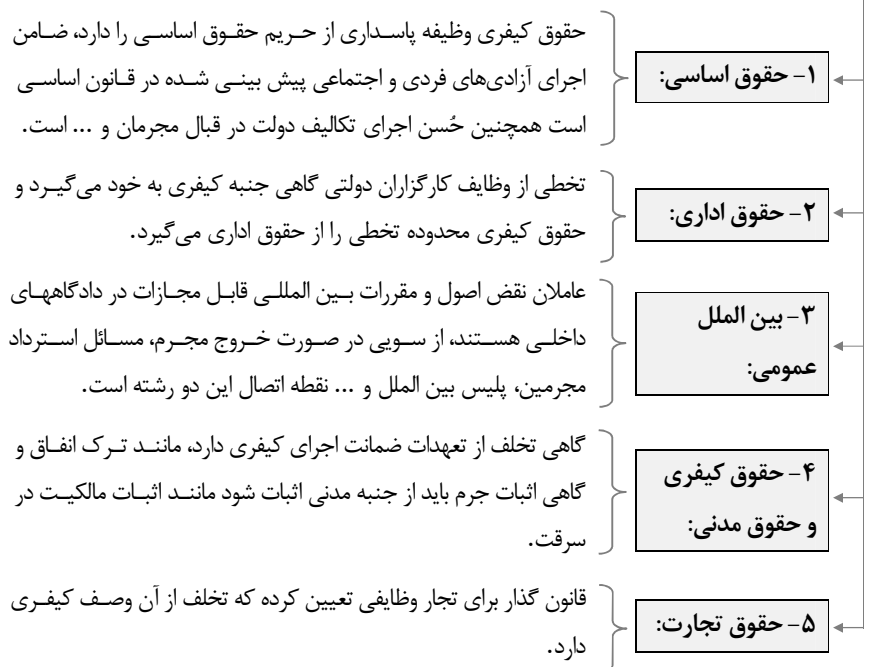 ۱- حقوق اساسی:
حقوق کیفری وظیفه پاسداری از حریم حقوق اساسی را دارد، ضامن
اجرای آزادی‌های فردی و اجتماعی پیش بینی شده در قانون اساسی
است همچنین حُسن اجرای تکالیف دولت در قبال مجرمان و ... است.
۲- حقوق اداری:
تخطی از وظایف کارگزاران دولتی گاهی جنبه کیفری به خود می‌گیرد و
حقوق کیفری محدوده تخطی را از حقوق اداری می‌گیرد.
۳- بین الملل
عمومی:
عاملان نقض اصول و مقررات بین المللی قابل مجازات در دادگاههای
داخلی هستند، از سویی در صورت خروج مجرم، مسائل استرداد
مجرمین، پلیس بین الملل و ... نقطه اتصال این دو رشته است.
۴- حقوق کیفری
و حقوق مدنی:
گاهی تخلف از تعهدات ضمانت اجرای کیفری دارد، مانند ترک انفاق و
گاهی اثبات جرم باید از جنبه مدنی اثبات شود مانند اثبات مالکیت در
سرقت.
۵- حقوق تجارت:
قانون گذار برای تجار وظایفی تعیین کرده که تخلف از آن وصف کیفری
دارد.